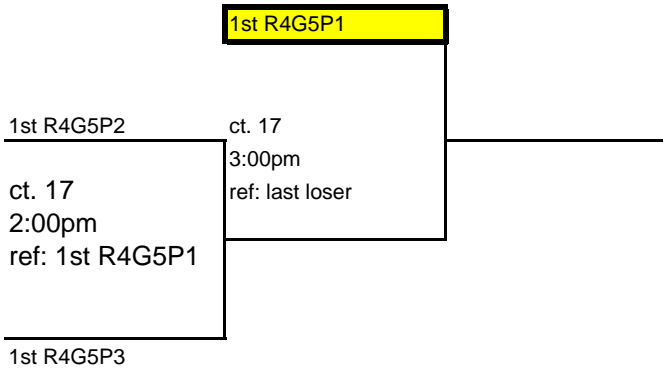 1st R4G5P1
1st R4G5P2
ct. 17
3:00pm
ref: last loser
ct. 17
2:00pm
ref: 1st R4G5P1
1st R4G5P3